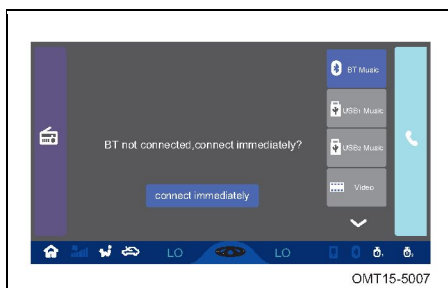 BT Music
USB1 Music
BT not connected,connect immediately?
USB2 Music
connect immediately
Video
LO
LO
OMT15-5007